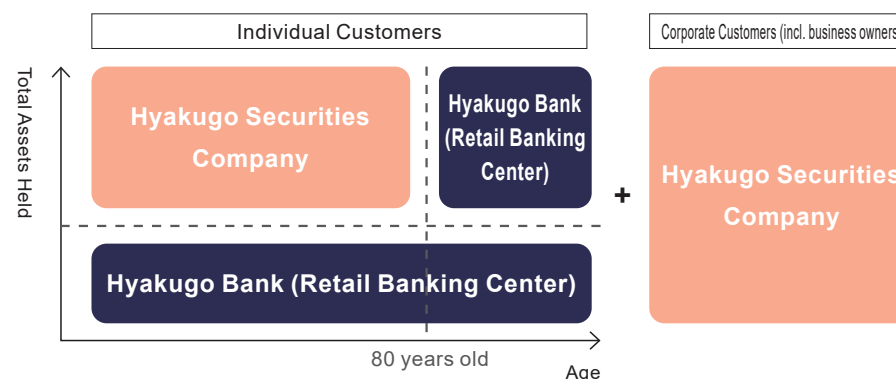 Individual Customers
Corporate Customers (incl. business owners
Total Assets Held
Hyakugo Securities
Company
Hyakugo Bank
(Retail Banking
Center)
+
Hyakugo Securities
Company
Hyakugo Bank (Retail Banking Center)
80 years old
Age